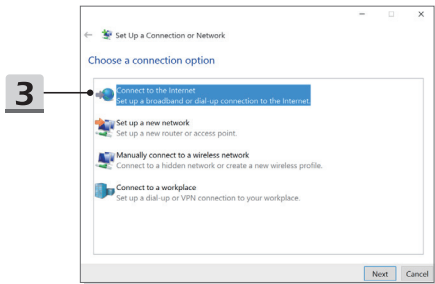 Set Up a Connection or Network
Choose a connection option
3
Connect to the Internet
Set up a broadband or dial-up connection to the Internet.
Set up a new network
Set up a new router or access point.
Manually connect to a wireless network
Connect to a hidden network or create a new wireless profile.
Connect to a workplace
Set up a dial-up or VPN connection to your workplace.
Next Cancel